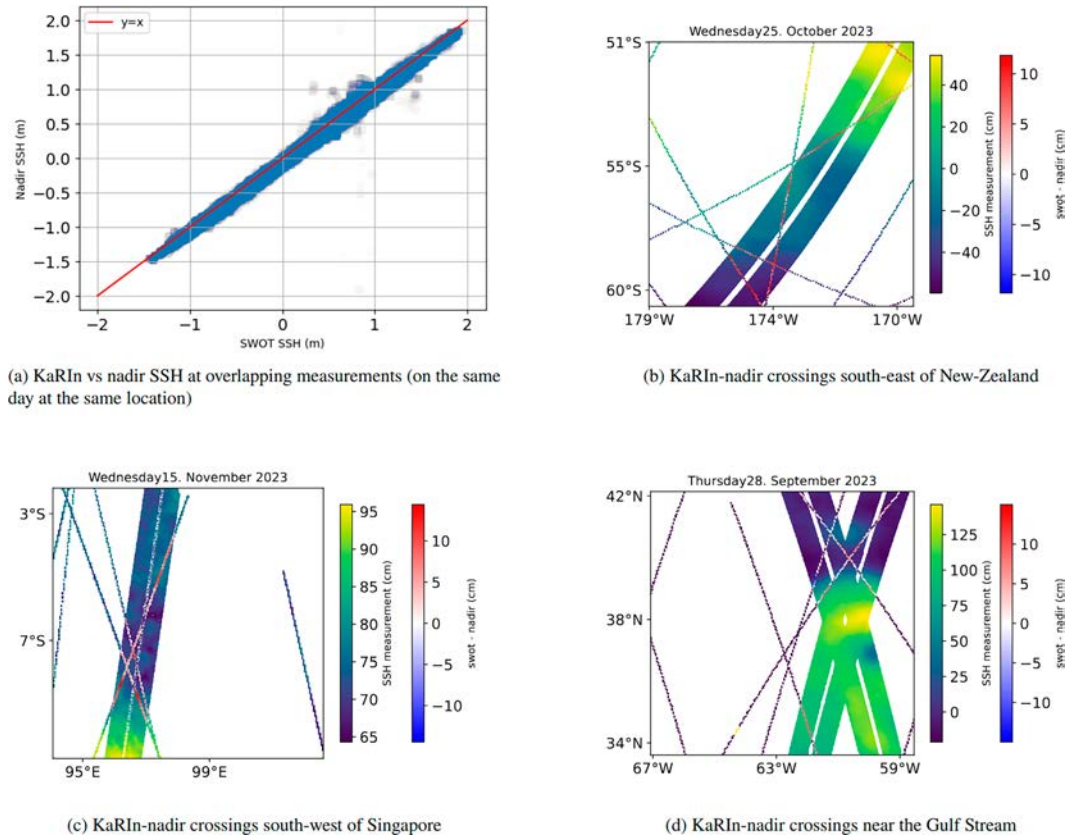 y=x
2.0
1.5
1.0
0.5
0.0
−0.5
−1.0
−1.5
−2.0
Nadir SSH (m)
−2
−1
0
1
2
SWOT SSH (m)
(a) KaRIn vs nadir SSH at overlapping measurements (on the same
day at the same location)
Wednesday25. October 2023
51°S
55°S
60°S
179°W
174°W
170°W
40
20
0
−20
−40
SSH measurement (cm)
10
5
0
−5
−10
swot - nadir (cm)
(b) KaRIn-nadir crossings south-east of New-Zealand
Wednesday15. November 2023
3°S
7°S
95°E
99°E
95
90
85
80
75
70
65
SSH measurement (cm)
10
5
0
−5
−10
swot - nadir (cm)
(c) KaRIn-nadir crossings south-west of Singapore
Thursday28. September 2023
42°N
38°N
34°N
67°W
63°W
59°W
125
100
75
50
25
0
SSH measurement (cm)
10
5
0
−5
−10
swot - nadir (cm)
(d) KaRIn-nadir crossings near the Gulf Stream